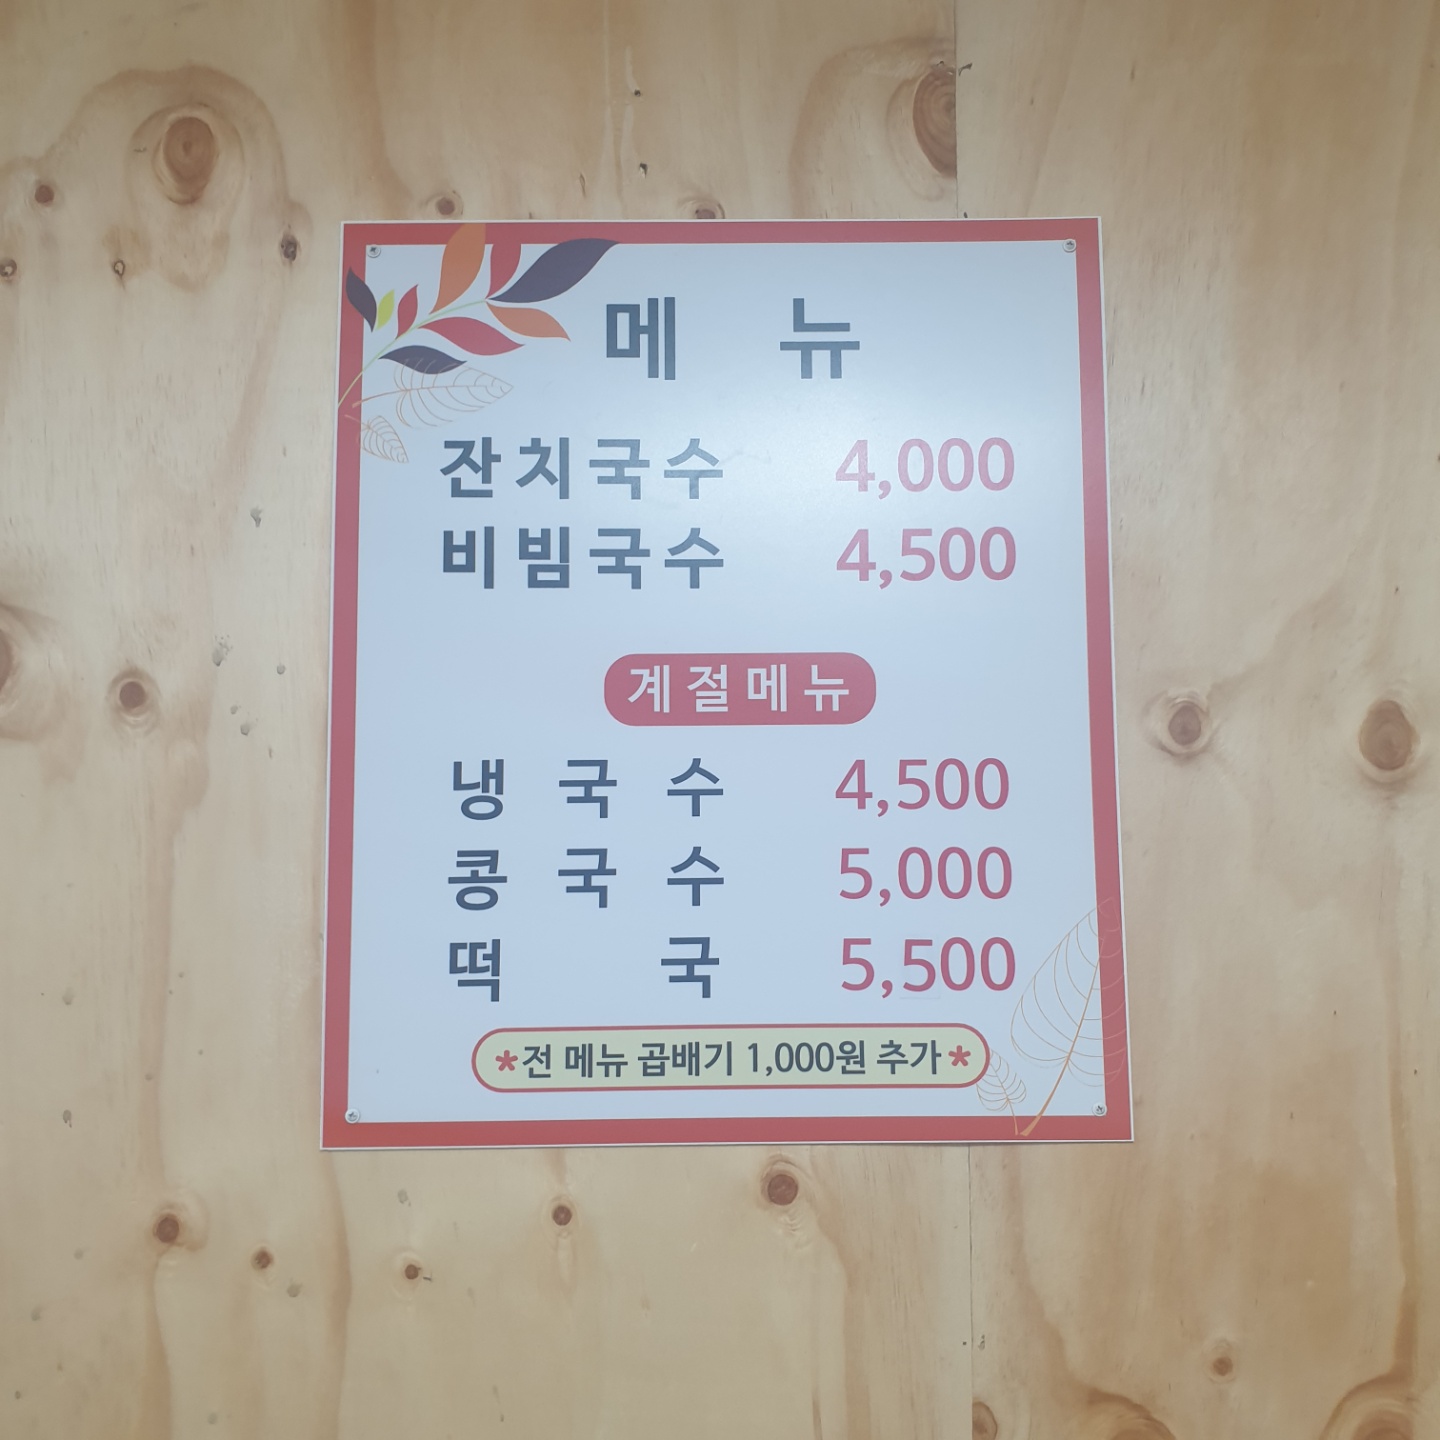 메 뉴
잔치국수 4,000
비빔국수 4,500
계절메뉴
냉국수 4,500
콩국수 5,000
떡국 5,500
*전 메뉴 곱배기 1,000원 추가*